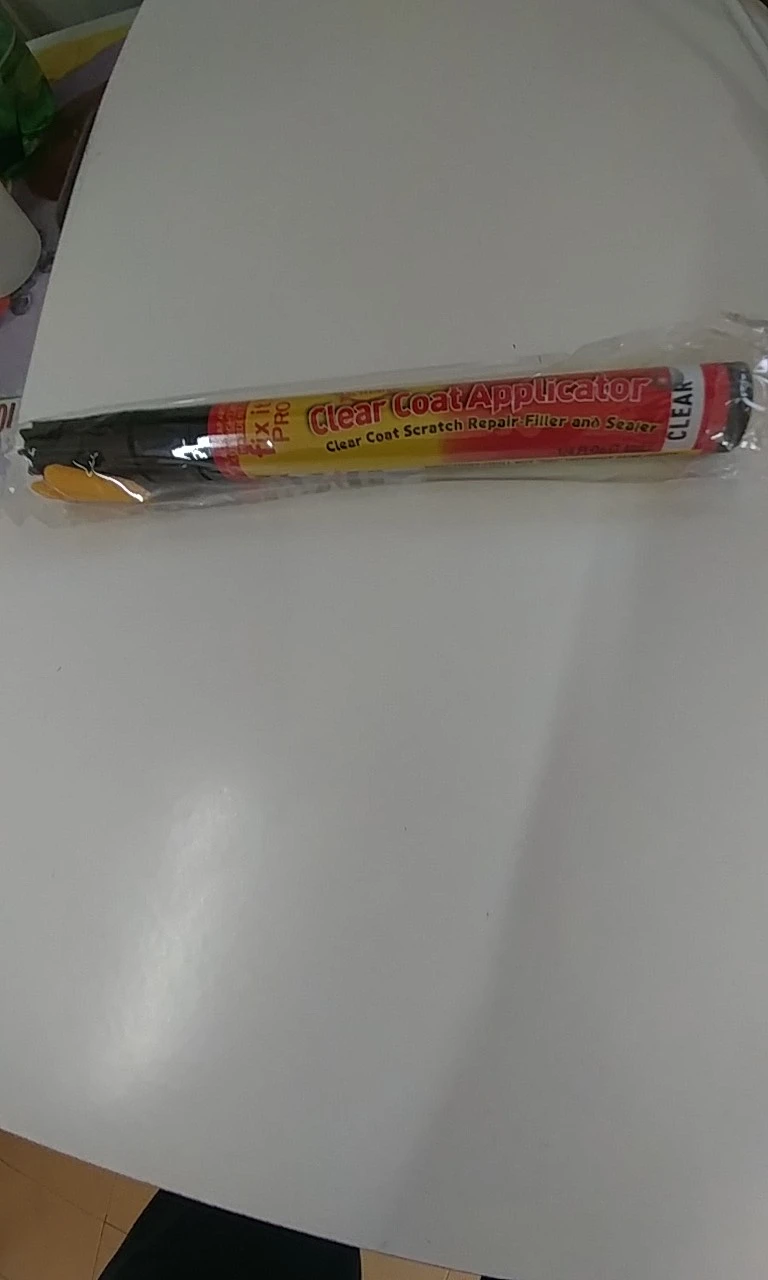 fix it
PRO
Clear Coat Applicator
Clear Coat Scratch Repair Filler and Sealer
CLEAR